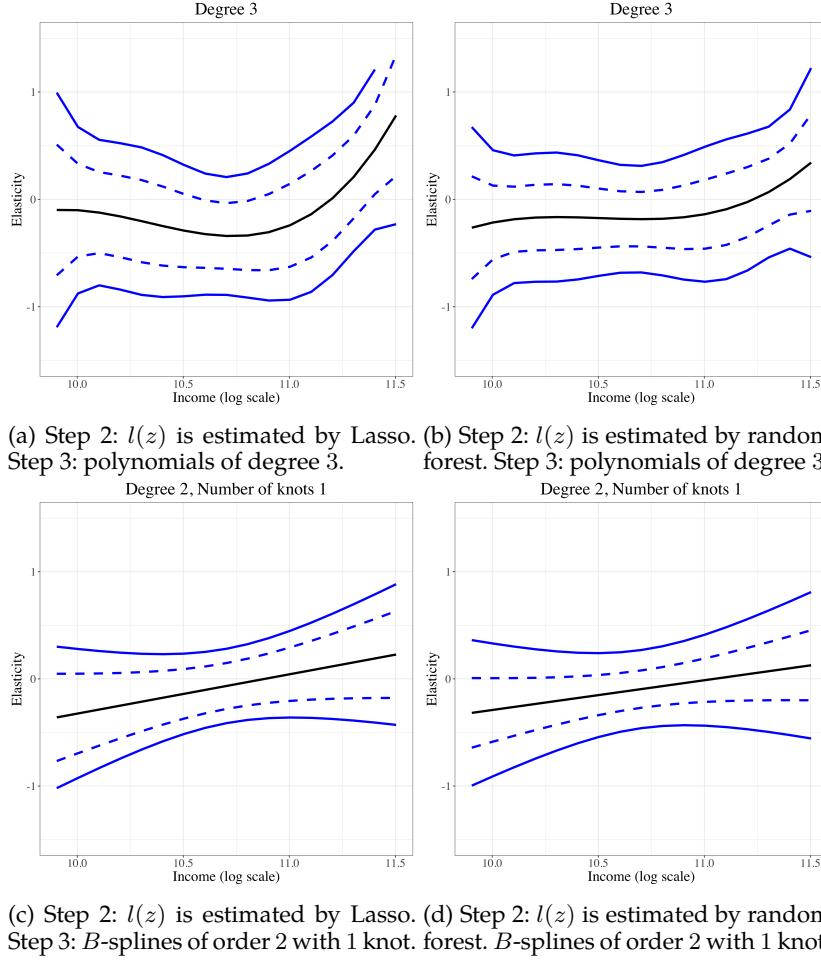 Degree 3
Elasticity
1
0
-1
10.0 10.5 11.0 11.5
Income (log scale)
Degree 3
Elasticity
1
0
-1
10.0 10.5 11.0 11.5
Income (log scale)
(a) Step 2: l(z) is estimated by Lasso.
Step 3: polynomials of degree 3.
(b) Step 2: l(z) is estimated by random
forest. Step 3: polynomials of degree 3
Degree 2, Number of knots 1
Elasticity
1
0
-1
10.0 10.5 11.0 11.5
Income (log scale)
Degree 2, Number of knots 1
Elasticity
1
0
-1
10.0 10.5 11.0 11.5
Income (log scale)
(c) Step 2: l(z) is estimated by Lasso.
Step 3: B-splines of order 2 with 1 knot.
(d) Step 2: l(z) is estimated by random
forest. B-splines of order 2 with 1 knot